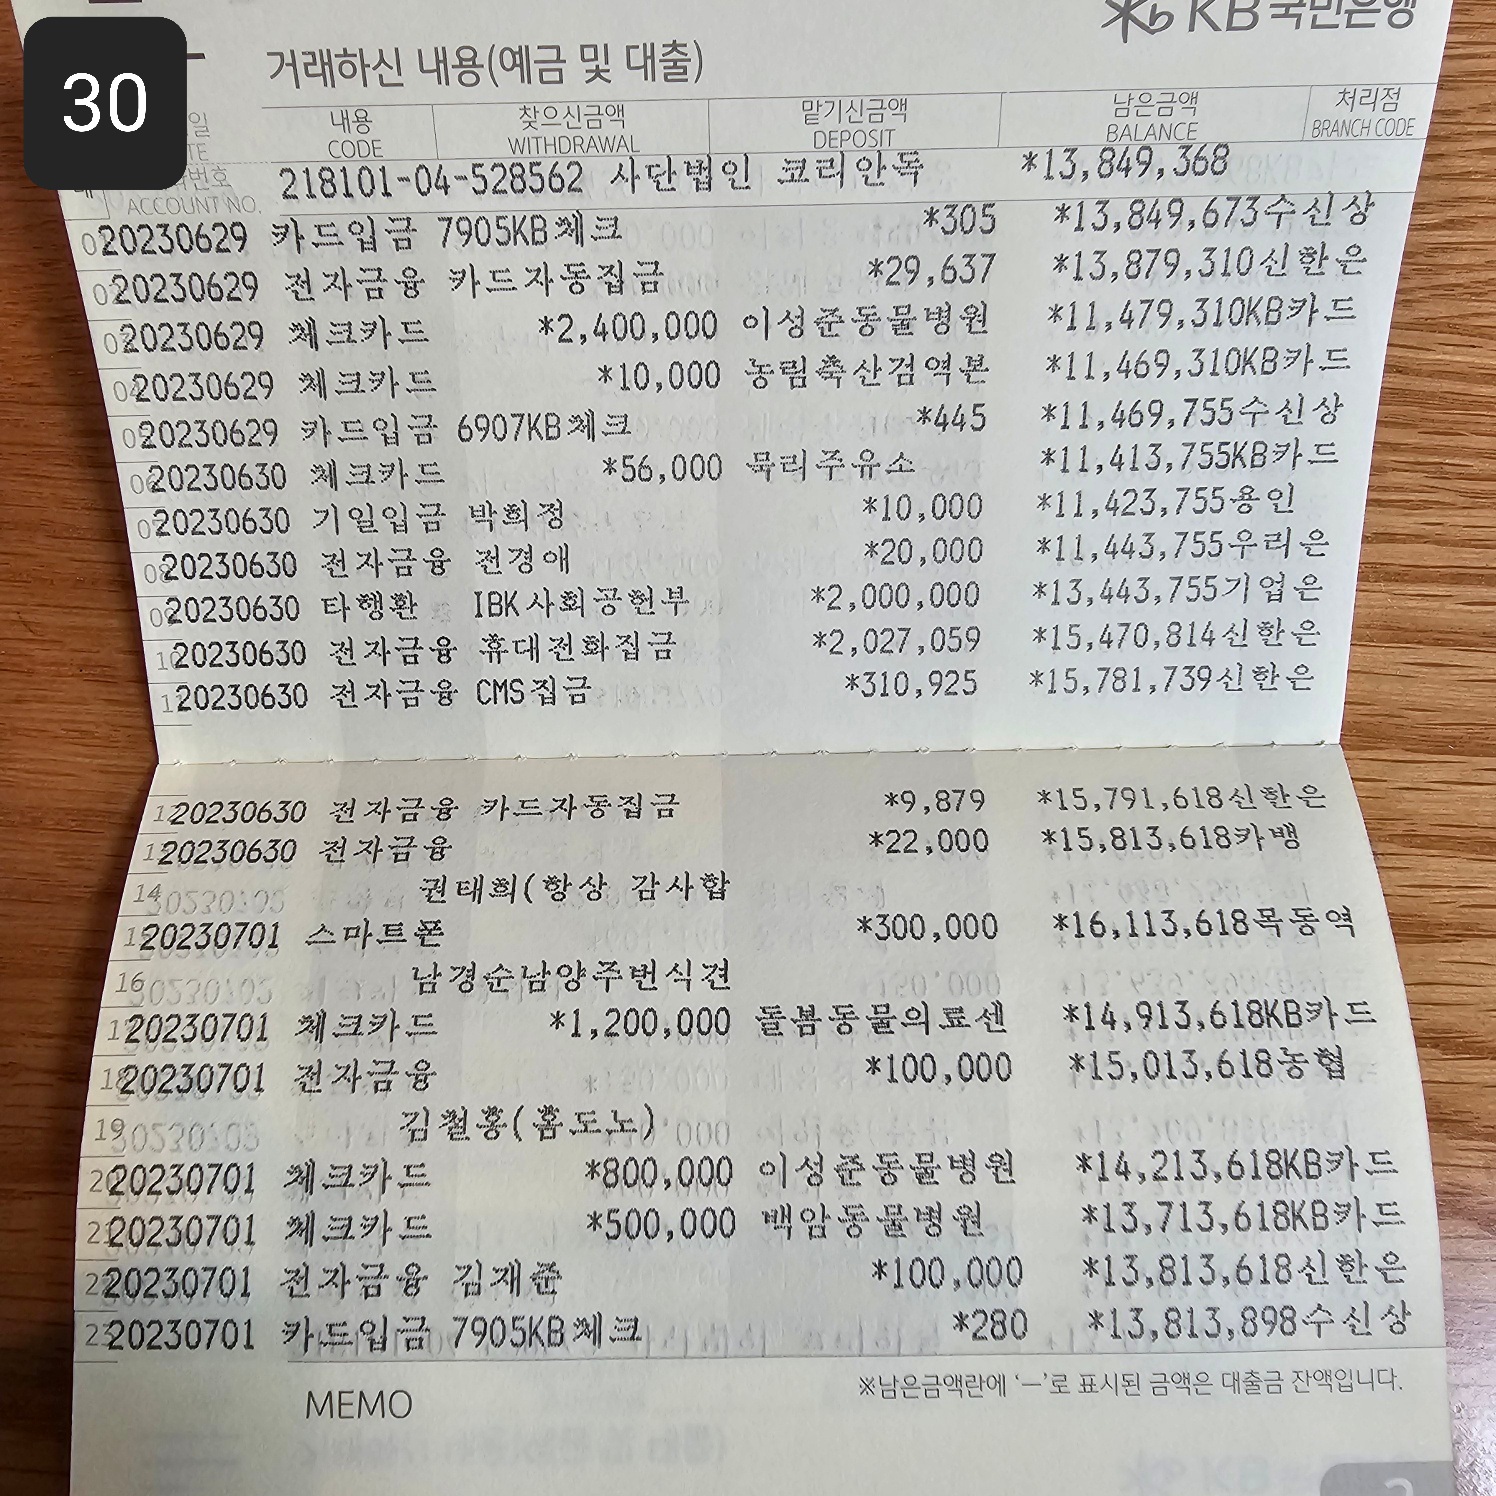 30
KB국민은행
거래하신 내용(예금 및 대출)
내용 찾으신금액 맡기신금액 남은금액 처리점
CODE WITHDRAWAL DEPOSIT BALANCE BRANCH CODE
ACCOUNT NO. 218101-04-528562 사단법인 코리안독 *13,849,368
20230629 카드입금 7905KB체크 *305 *13,849,673수신상
20230629 전자금융 카드자동집금 *29,637 *13,879,310신한은
20230629 체크카드 *2,400,000 이성준동물병원 *11,479,310KB카드
20230629 체크카드 *10,000 농림축산검역본 *11,469,310KB카드
20230629 카드입금 6907KB체크 *445 *11,469,755수신상
20230630 체크카드 *56,000 묵리주유소 *11,413,755KB카드
20230630 기일입금 박희정 *10,000 *11,423,755용인
20230630 전자금융 전경애 *20,000 *11,443,755우리은
20230630 타행환 IBK사회공헌부 *2,000,000 *13,443,755기업은
20230630 전자금융 휴대전화집금 *2,027,059 *15,470,814신한은
20230630 전자금융 CMS집금 *310,925 *15,781,739신한은
20230630 전자금융 카드자동집금 *9,879 *15,791,618신한은
20230630 전자금융 *22,000 *15,813,618카뱅
14 권태희(항상 감사합
20230701 스마트폰 *300,000 *16,113,618목동역
16 남경순남양주번식견
20230701 체크카드 *1,200,000 돌봄동물의료센 *14,913,618KB카드
20230701 전자금융 *100,000 *15,013,618농협
19 김철홍(홈도노)
20230701 체크카드 *800,000 이성준동물병원 *14,213,618KB카드
20230701 체크카드 *500,000 백암동물병원 *13,713,618KB카드
20230701 전자금융 김재준 *100,000 *13,813,618신한은
20230701 카드입금 7905KB체크 *280 *13,813,898수신상
※남은금액란에 ‘ㅡ’로 표시된 금액은 대출금 잔액입니다.
MEMO